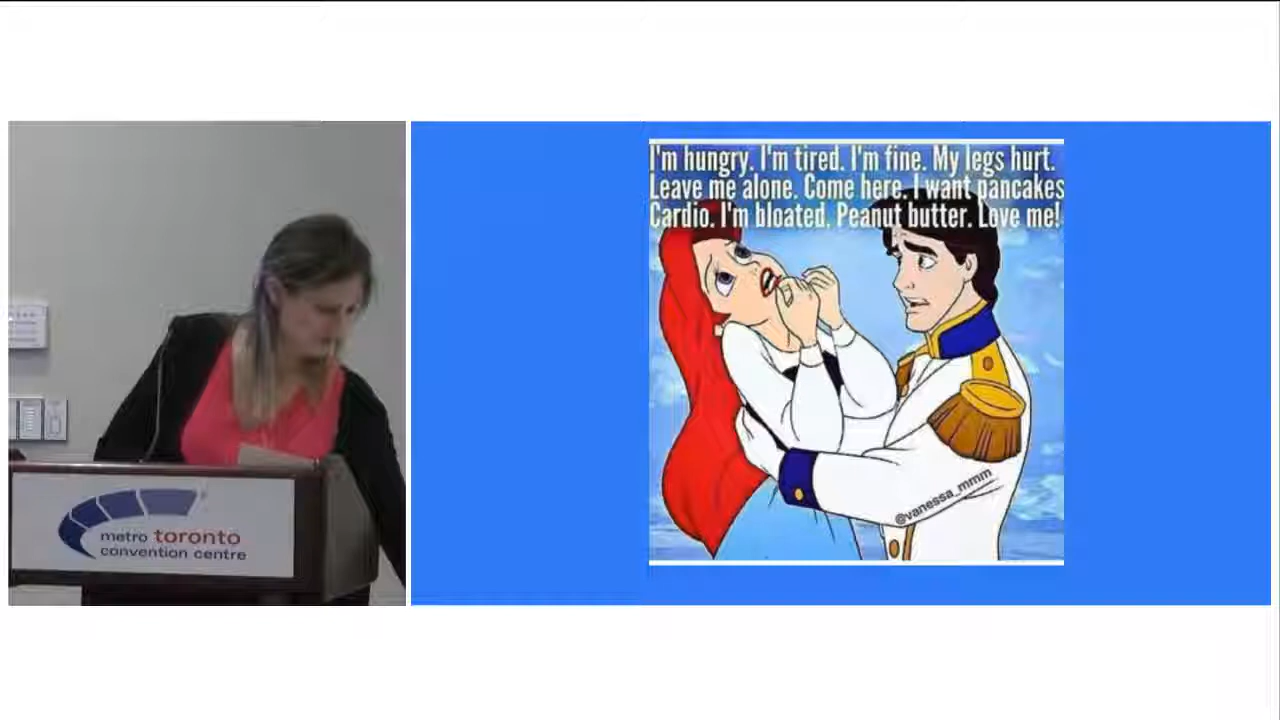 I'm hungry. I'm tired. I'm fine. My legs hurt.
Leave me alone. Come here. I want pancakes
Cardio. I'm bloated. Peanut butter. Love me!
@vanessa_mmm
metro toronto
convention centre